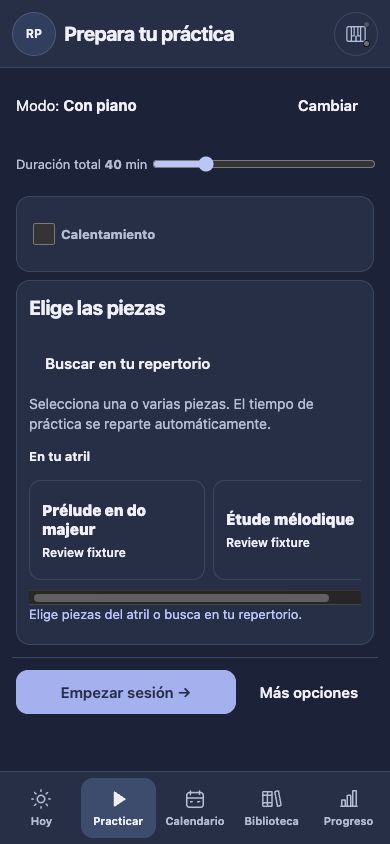 RP Prepara tu práctica
Modo: Con piano Cambiar
Duración total 40 min
Calentamiento
Elige las piezas
Buscar en tu repertorio
Selecciona una o varias piezas. El tiempo de
práctica se reparte automáticamente.
En tu atril
Prélude en do
majeur
Review fixture
Étude mélodique
Review fixture
Elige piezas del atril o busca en tu repertorio.
Empezar sesión → Más opciones
Hoy Practicar Calendario Biblioteca Progreso